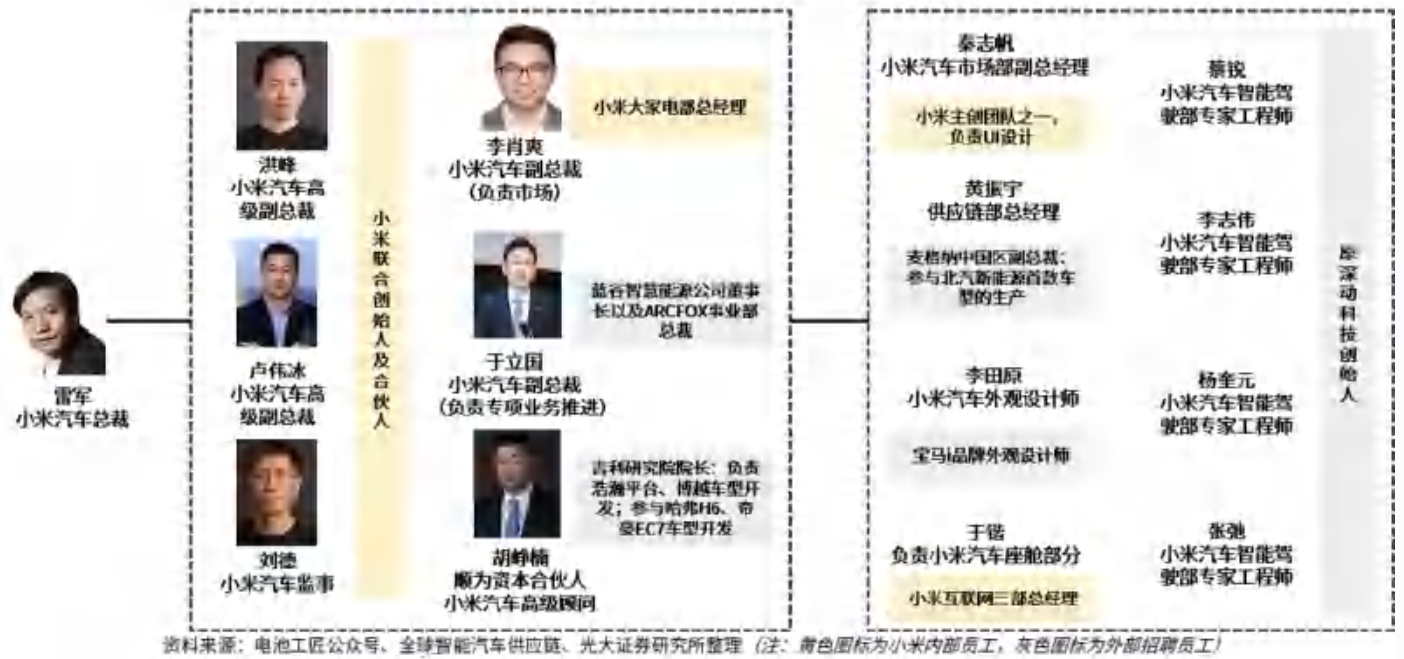 雷军
小米汽车总裁
洪峰
小米汽车高
级副总裁
卢伟冰
小米汽车高
级副总裁
刘德
小米汽车监事
小米联合创始人及合伙人
李肖爽
小米汽车副总裁
(负责市场)
小米大家电部总经理
于立国
小米汽车副总裁
(负责专项业务推进)
蓝谷智慧能源公司董事
长以及ARCFOX事业部
总裁
胡峥楠
顺为资本合伙人
小米汽车高级顾问
吉利研究院院长：负责
浩瀚平台、博越车型开
发；参与哈弗H6、帝
豪EC7车型开发
秦志帆
小米汽车市场部副总经理
小米主创团队之一，
负责UI设计
黄振宇
供应链部总经理
麦格纳中国区副总裁：
参与北汽新能源首款车
型的生产
李田原
小米汽车外观设计师
宝马i品牌外观设计师
于锴
负责小米汽车座舱部分
小米互联网三部总经理
蔡锐
小米汽车智能驾
驶部专家工程师
李志伟
小米汽车智能驾
驶部专家工程师
杨奎元
小米汽车智能驾
驶部专家工程师
张弛
小米汽车智能驾
驶部专家工程师
原深动科技创始人
资料来源：电池工匠公众号、全球智能汽车供应链、光大证券研究所整理（注：黄色图标为小米内部员工，灰色图标为外部招聘员工）